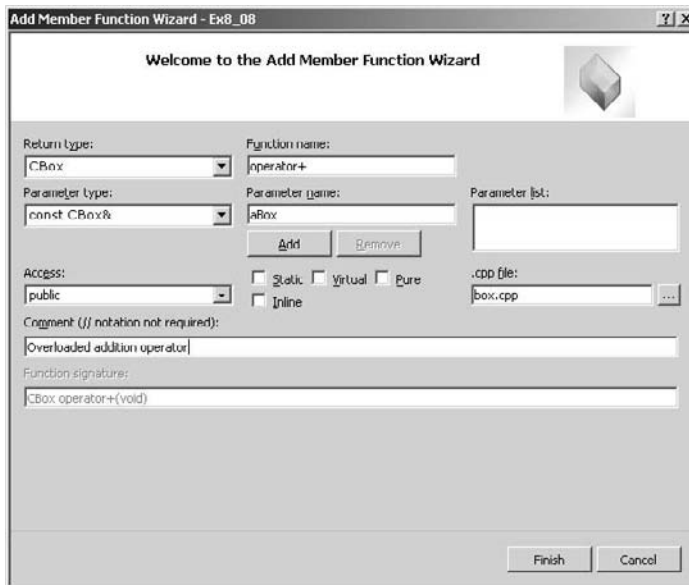 Add Member Function Wizard - Ex8_08
Welcome to the Add Member Function Wizard
Return type:
Function name:
CBox
operator+
Parameter type:
Parameter name:
Parameter list:
const CBox&
aBox
Add
Remove
Access:
Static
Virtual
Pure
.cpp file:
public
Inline
box.cpp
...
Comment (// notation not required):
Overloaded addition operator
Function signature:
CBox operator+(void)
Finish
Cancel